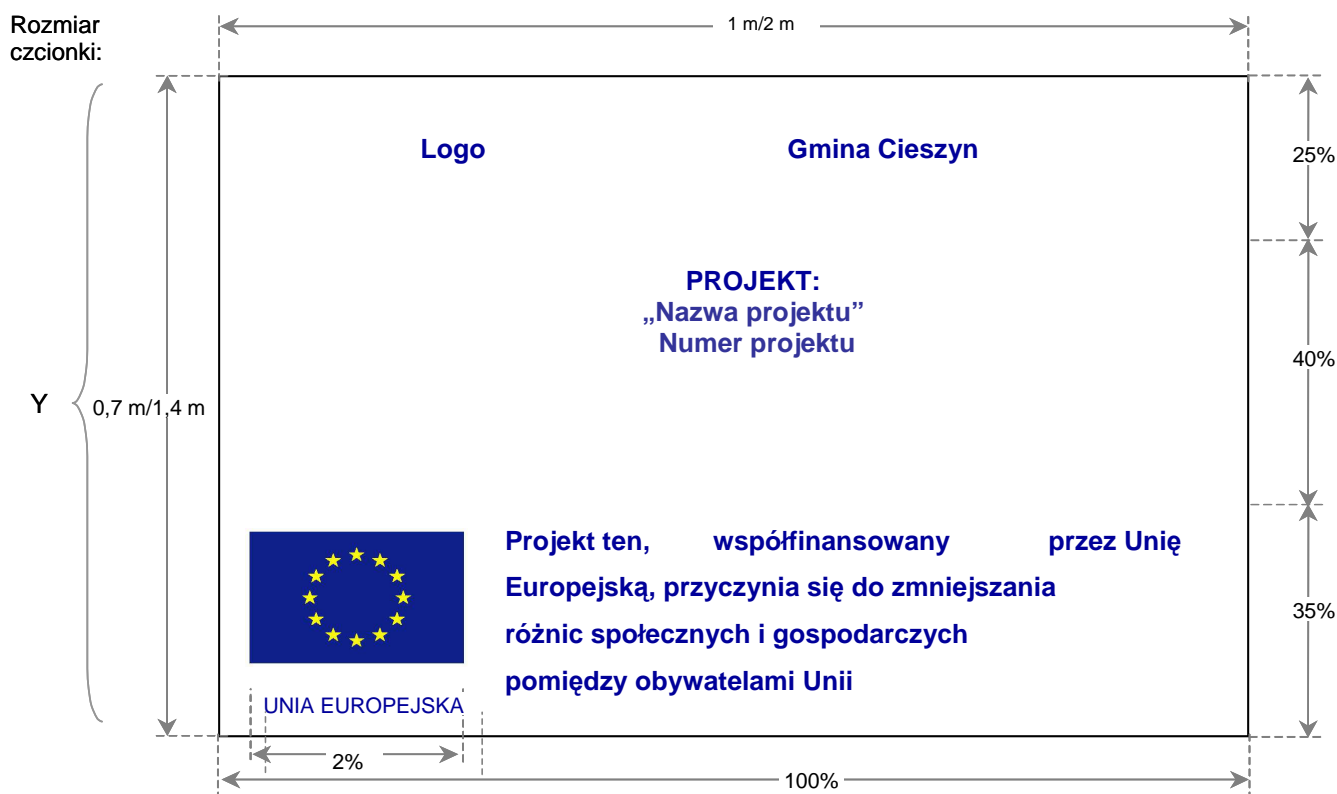 Rozmiar
czcionki:
1 m/2 m
Logo
Gmina Cieszyn
25%
PROJEKT:
„Nazwa projektu”
Numer projektu
40%
Y
0,7 m/1,4 m
Projekt ten, współfinansowany przez Unię
Europejską, przyczynia się do zmniejszania
różnic społecznych i gospodarczych
pomiędzy obywatelami Unii
35%
UNIA EUROPEJSKA
2%
100%